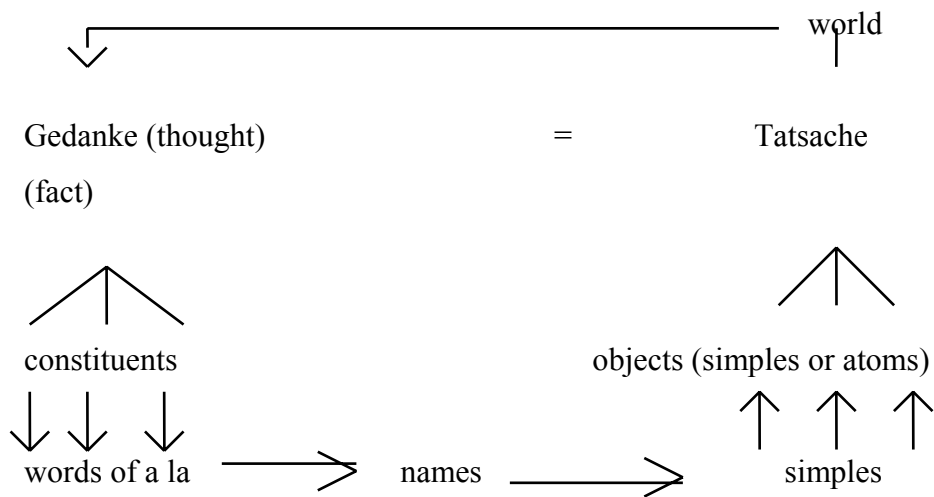 world
Gedanke (thought) = Tatsache
(fact)
constituents objects (simples or atoms)
words of a la names simples